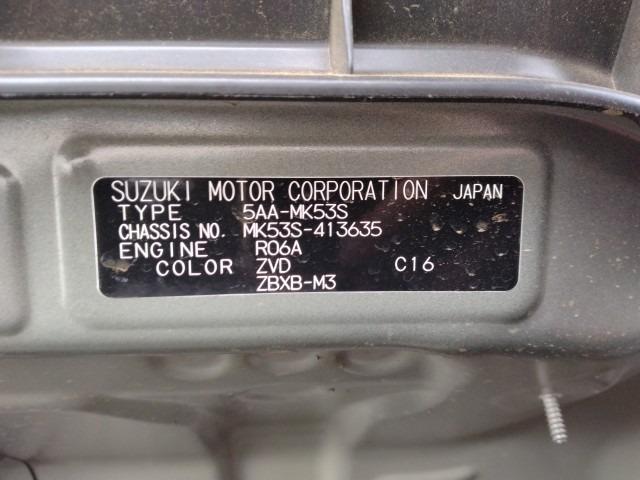 SUZUKI MOTOR CORPORATION JAPAN
TYPE 5AA-MK53S
CHASSIS NO. MK53S-413635
ENGINE R06A
COLOR ZVD C16
ZBXB-M3